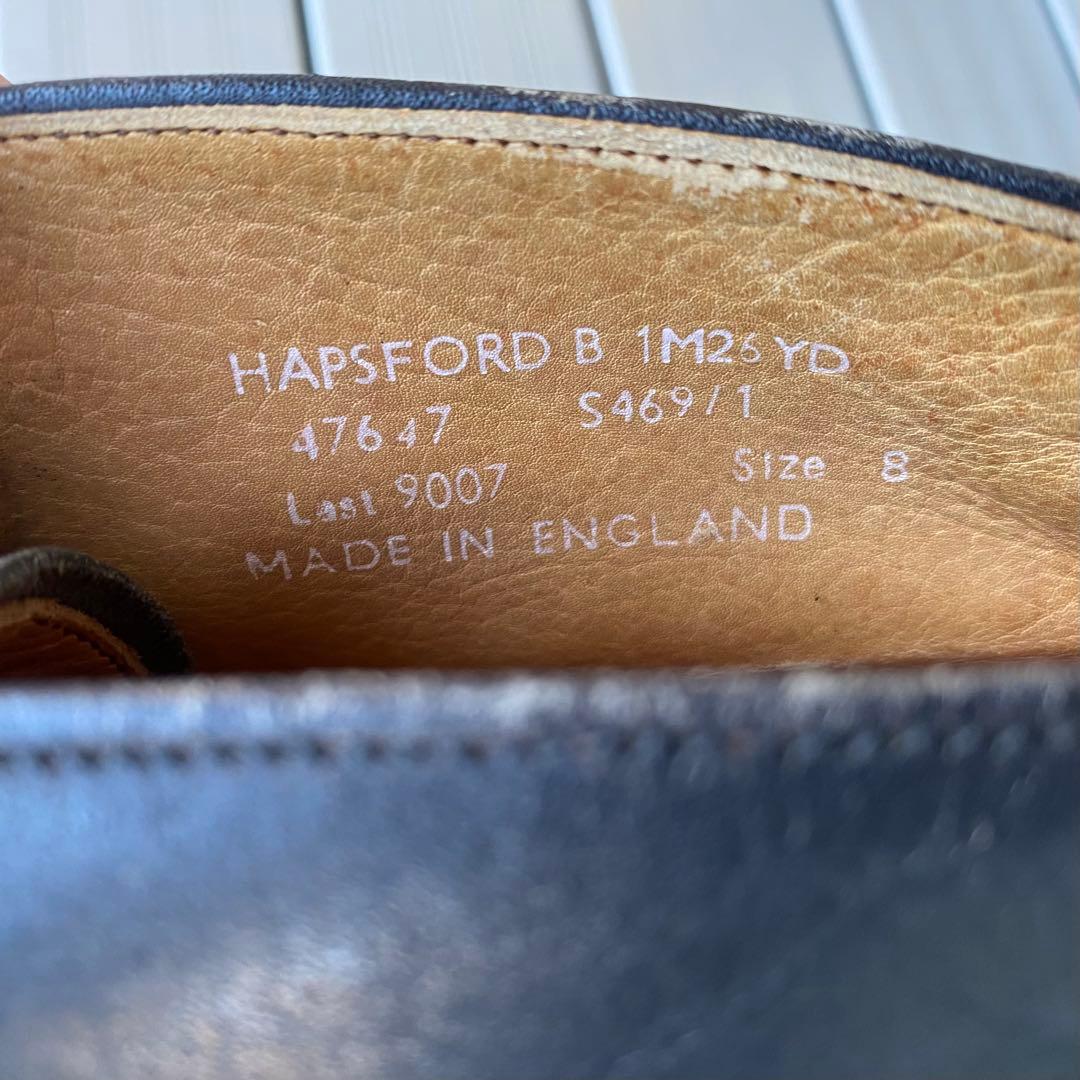 HAPSFORD B 1M26 YD
47647 S469/1
Last 9007 Size 8
MADE IN ENGLAND